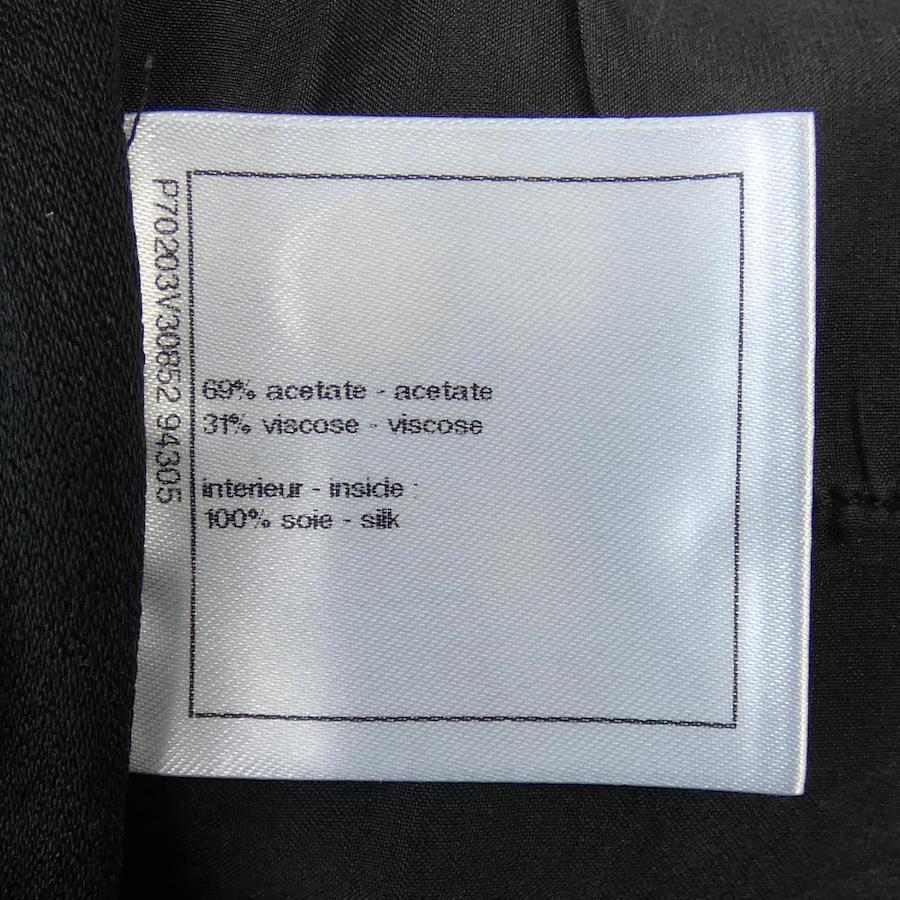 P70203V30852 94305
69% acetate - acetate
31% viscose - viscose
interieur - inside :
100% soie - silk